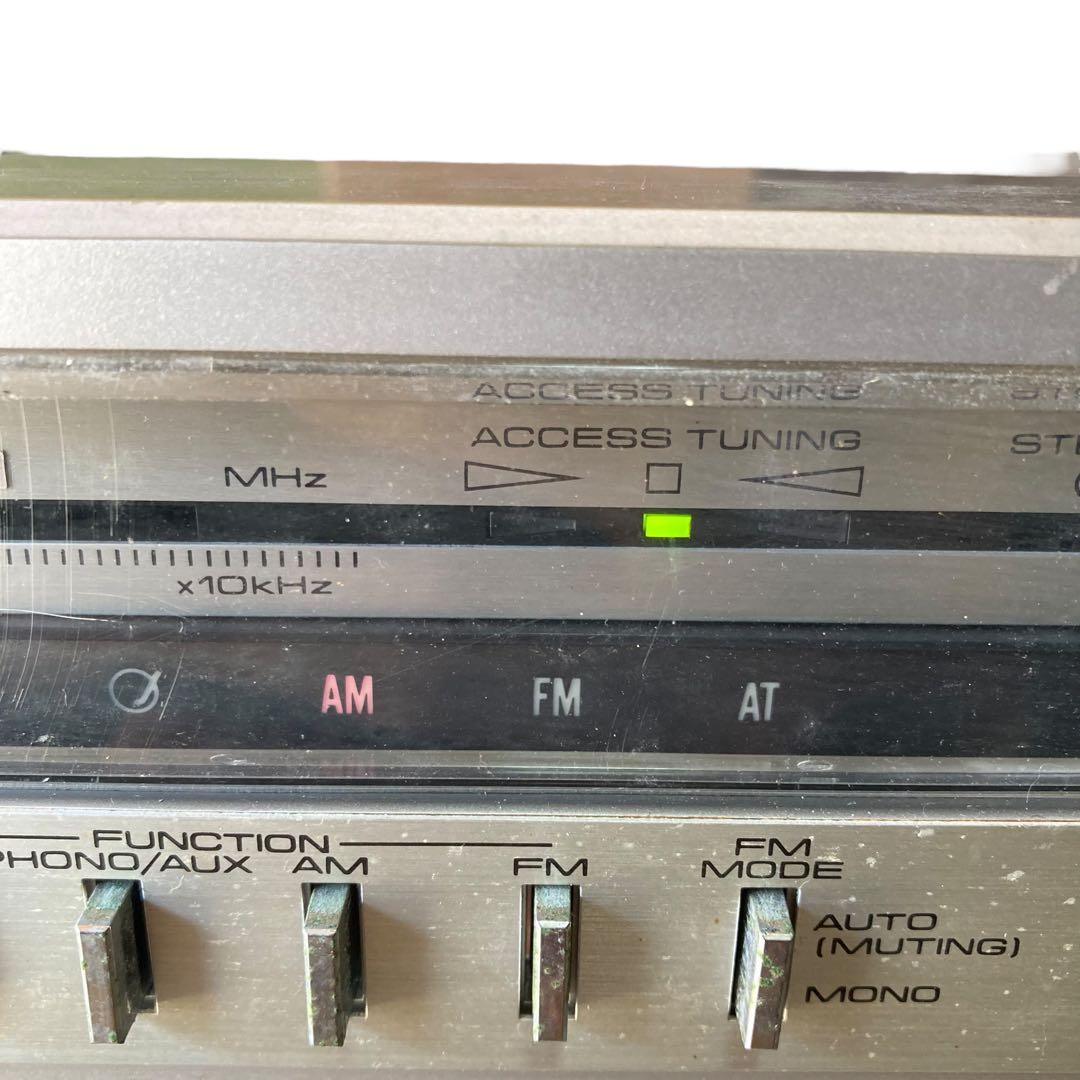 ACCESS TUNING
ACCESS TUNING
MHz
x10kHz
AM FM AT
FUNCTION
PHONO/AUX AM FM
FM
MODE
AUTO
(MUTING)
MONO